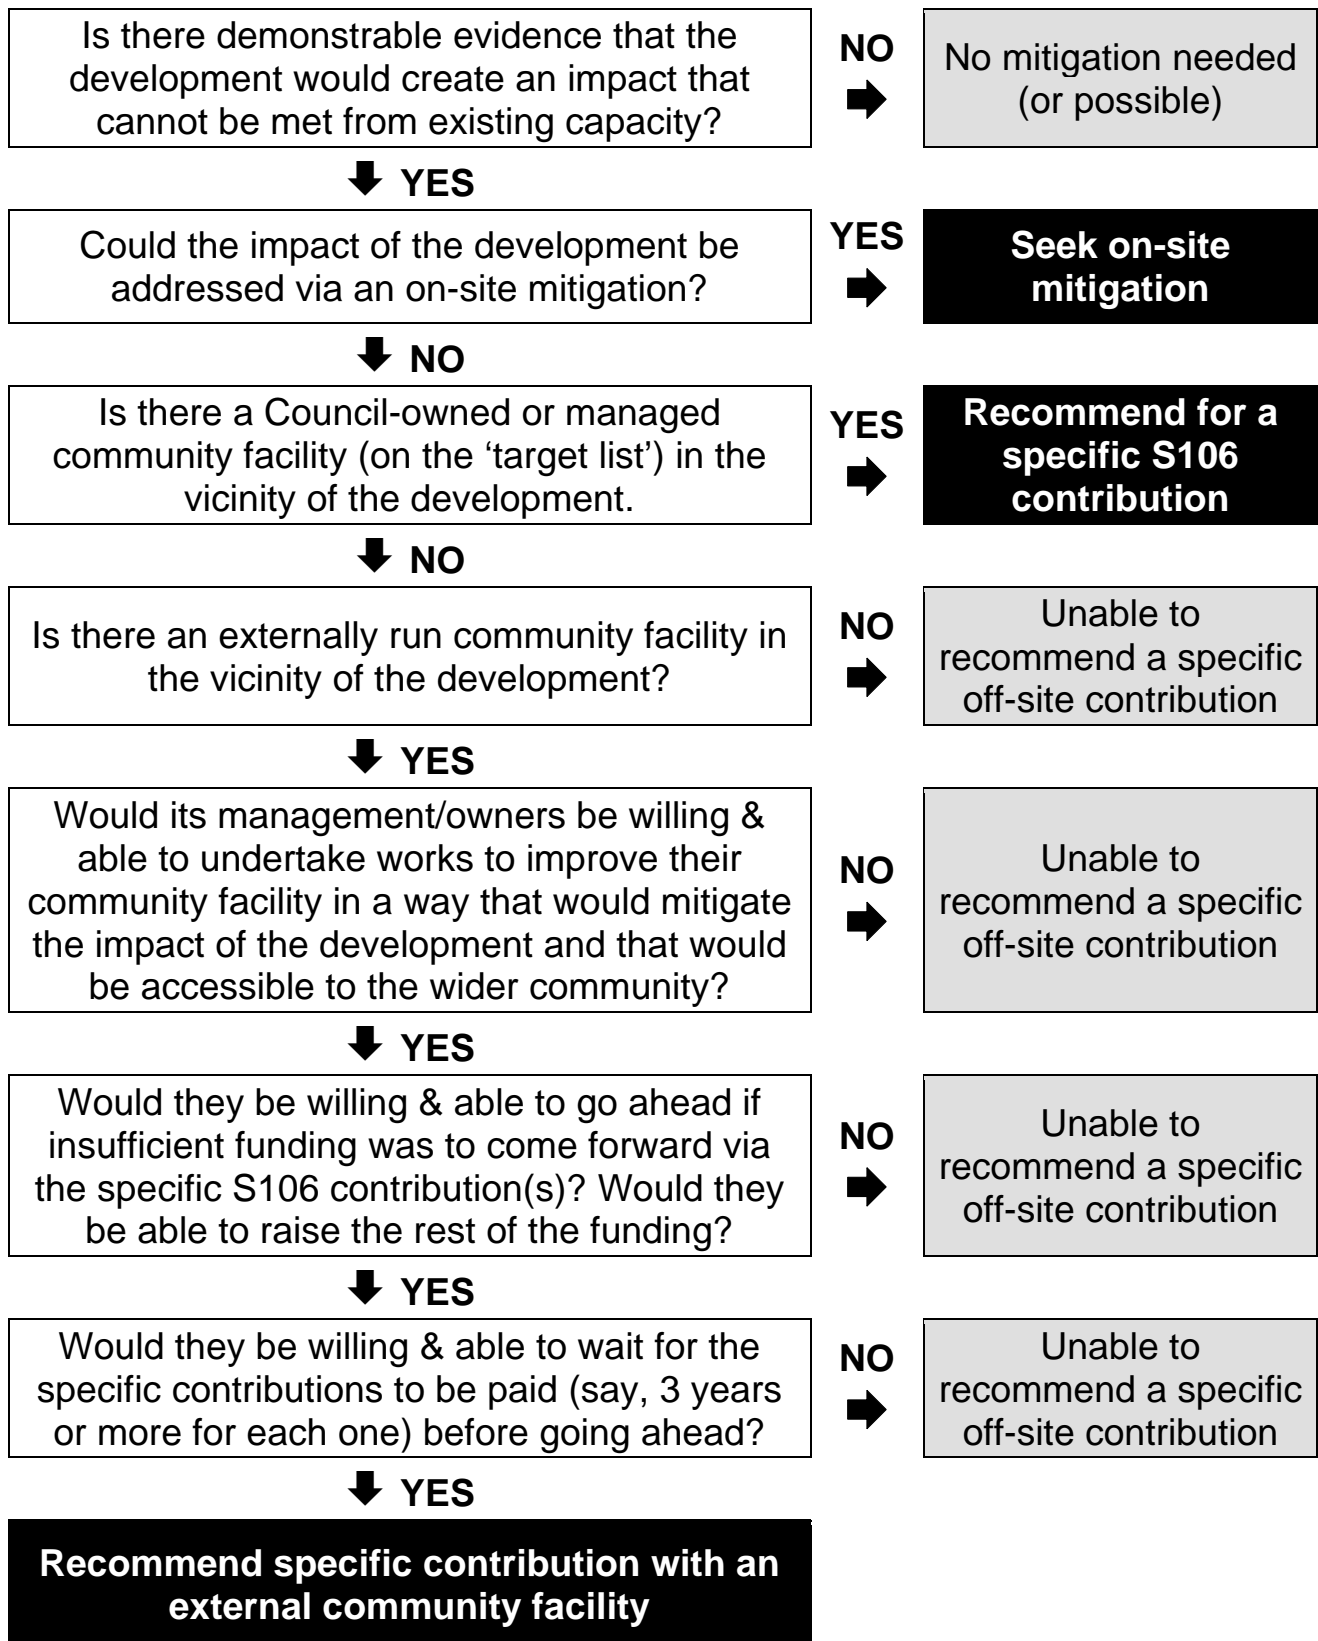 Is there demonstrable evidence that the
development would create an impact that
cannot be met from existing capacity?
NO
No mitigation needed
(or possible)
YES
Could the impact of the development be
addressed via an on-site mitigation?
YES
Seek on-site
mitigation
NO
Is there a Council-owned or managed
community facility (on the ‘target list’) in the
vicinity of the development.
YES
Recommend for a
specific S106
contribution
NO
Is there an externally run community facility in
the vicinity of the development?
NO
Unable to
recommend a specific
off-site contribution
YES
Would its management/owners be willing &
able to undertake works to improve their
community facility in a way that would mitigate
the impact of the development and that would
be accessible to the wider community?
NO
Unable to
recommend a specific
off-site contribution
YES
Would they be willing & able to go ahead if
insufficient funding was to come forward via
the specific S106 contribution(s)? Would they
be able to raise the rest of the funding?
NO
Unable to
recommend a specific
off-site contribution
YES
Would they be willing & able to wait for the
specific contributions to be paid (say, 3 years
or more for each one) before going ahead?
NO
Unable to
recommend a specific
off-site contribution
YES
Recommend specific contribution with an
external community facility